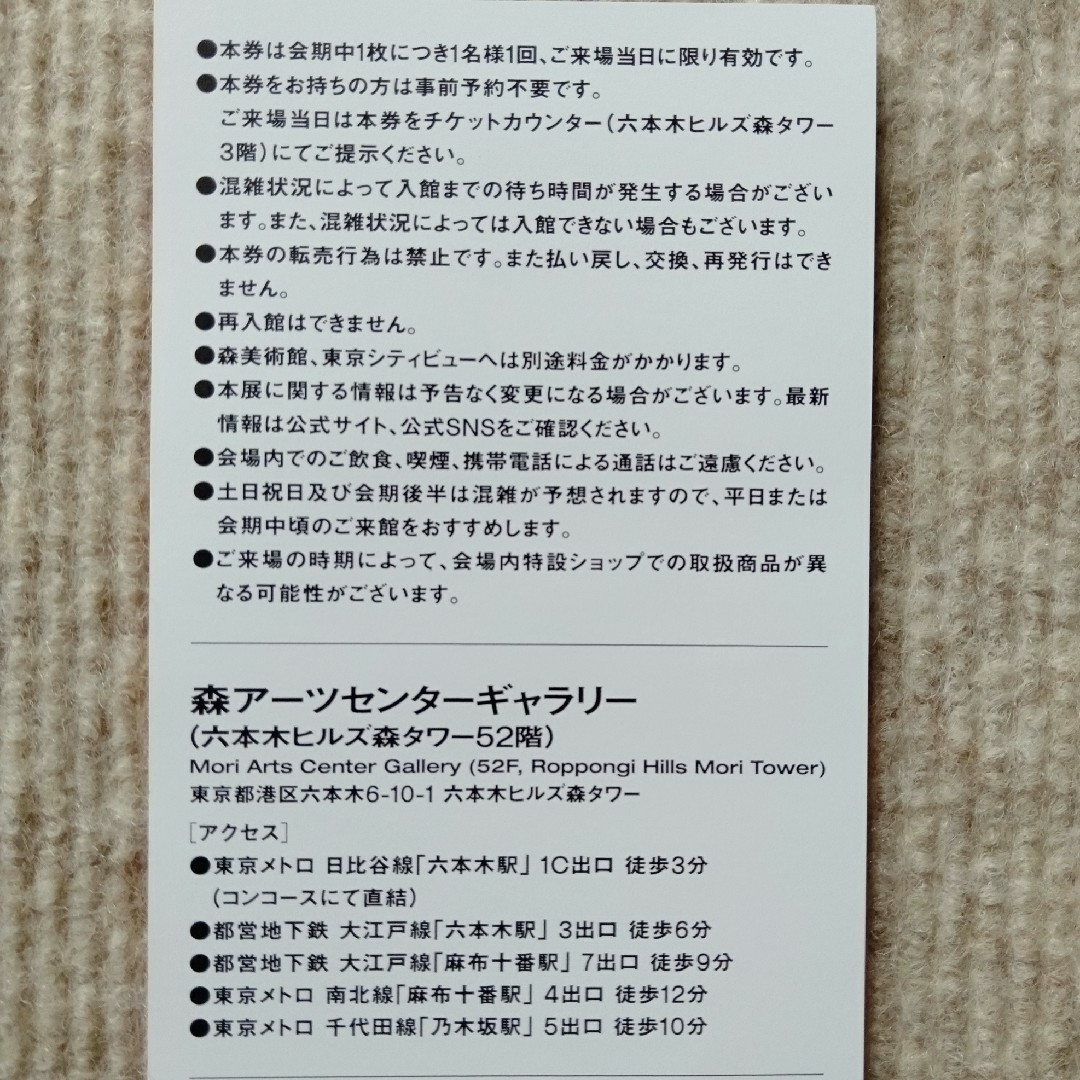 ●本券は会期中1枚につき1名様1回、ご来場当日に限り有効です。
●本券をお持ちの方は事前予約不要です。
ご来場当日は本券をチケットカウンター(六本木ヒルズ森タワー
3階)にてご提示ください。
●混雑状況によって入館までの待ち時間が発生する場合がござい
ます。また、混雑状況によっては入館できない場合もございます。
●本券の転売行為は禁止です。また払い戻し、交換、再発行はでき
ません。
●再入館はできません。
●森美術館、東京シティビューへは別途料金がかかります。
●本展に関する情報は予告なく変更になる場合がございます。最新
情報は公式サイト、公式SNSをご確認ください。
●会場内でのご飲食、喫煙、携帯電話による通話はご遠慮ください。
●土日祝日及び会期後半は混雑が予想されますので、平日または
会期中頃のご来館をおすすめします。
●ご来場の時期によって、会場内特設ショップでの取扱商品が異
なる可能性がございます。
森アーツセンターギャラリー
(六本木ヒルズ森タワー52階)
Mori Arts Center Gallery (52F, Roppongi Hills Mori Tower)
東京都港区六本木6-10-1 六本木ヒルズ森タワー
[アクセス]
●東京メトロ 日比谷線「六本木駅」 1C出口 徒歩3分
(コンコースにて直結)
●都営地下鉄 大江戸線「六本木駅」 3出口 徒歩6分
●都営地下鉄 大江戸線「麻布十番駅」 7出口 徒歩9分
●東京メトロ 南北線「麻布十番駅」 4出口 徒歩12分
●東京メトロ 千代田線「乃木坂駅」 5出口 徒歩10分